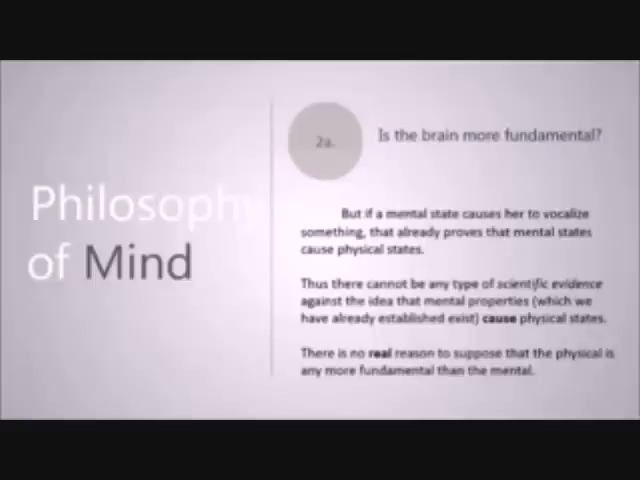 Philosophy
of Mind
2a.
Is the brain more fundamental?
But if a mental state causes her to vocalize
something, that already proves that mental states
cause physical states.
Thus there cannot be any type of scientific evidence
against the idea that mental properties (which we
have already established exist) cause physical states.
There is no real reason to suppose that the physical is
any more fundamental than the mental.